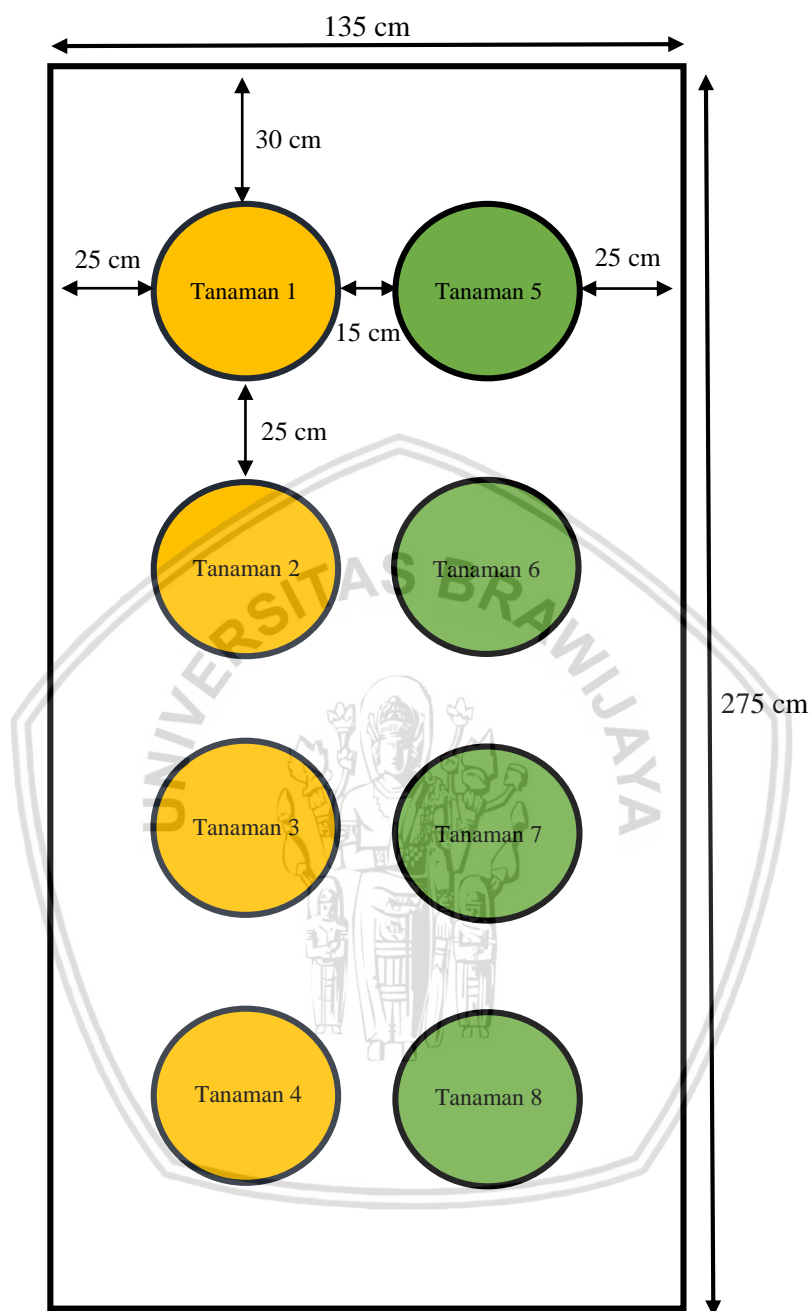 135 cm
30 cm
25 cm
25 cm
Tanaman 1
Tanaman 5
15 cm
25 cm
Tanaman 2
Tanaman 6
UNIVERSITAS BRAWIJAYA
275 cm
Tanaman 3
Tanaman 7
Tanaman 4
Tanaman 8